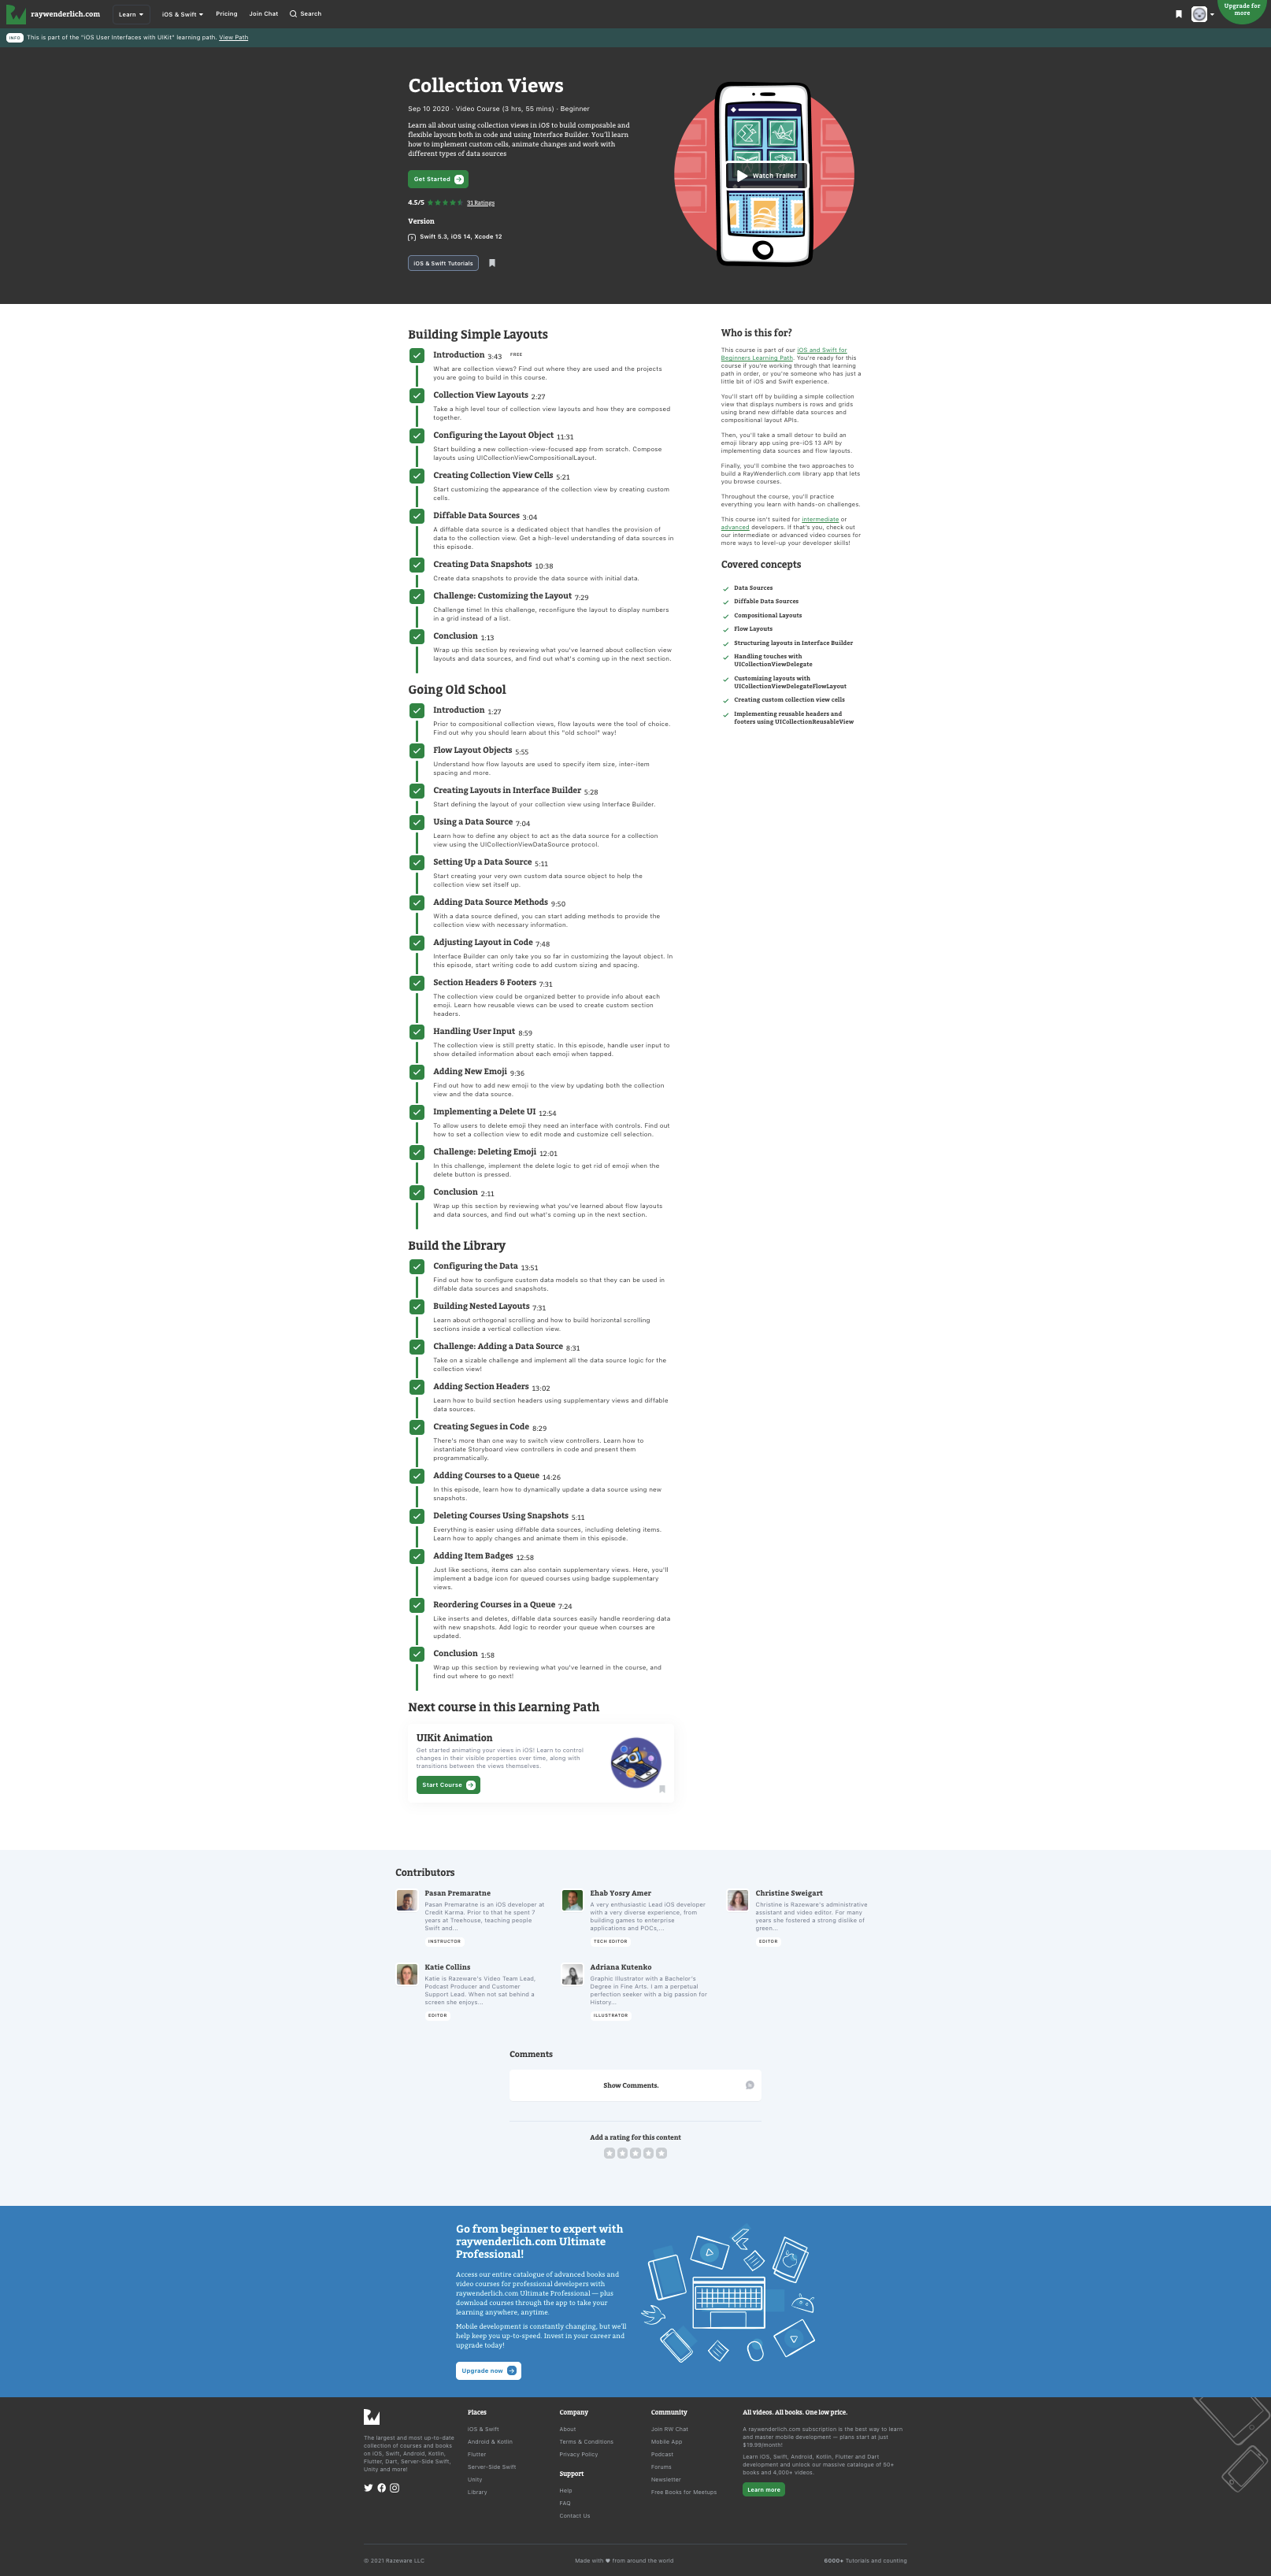 raywenderlich.com Learn iOS & Swift Pricing Join Chat Search
Upgrade for
more
INFO This is part of the "iOS User Interfaces with UIKit" learning path. View Path
Collection Views
Sep 10 2020 · Video Course (3 hrs, 55 mins) · Beginner
Learn all about using collection views in iOS to build composable and
flexible layouts both in code and using Interface Builder. You'll learn
how to implement custom cells, animate changes and work with
different types of data sources
Get Started
4.5/5 31 Ratings
Version
Swift 5.3, iOS 14, Xcode 12
iOS & Swift Tutorials
Watch Trailer
Building Simple Layouts
Introduction 3:43 FREE
What are collection views? Find out where they are used and the projects
you are going to build in this course.
Collection View Layouts 2:27
Take a high level tour of collection view layouts and how they are composed
together.
Configuring the Layout Object 11:31
Start building a new collection-view-focused app from scratch. Compose
layouts using UICollectionViewCompositionalLayout.
Creating Collection View Cells 5:21
Start customizing the appearance of the collection view by creating custom
cells.
Diffable Data Sources 3:04
A diffable data source is a dedicated object that handles the provision of
data to the collection view. Get a high-level understanding of data sources in
this episode.
Creating Data Snapshots 10:38
Create data snapshots to provide the data source with initial data.
Challenge: Customizing the Layout 7:29
Challenge time! In this challenge, reconfigure the layout to display numbers
in a grid instead of a list.
Conclusion 1:13
Wrap up this section by reviewing what you've learned about collection view
layouts and data sources, and find out what's coming up in the next section.
Going Old School
Introduction 1:27
Prior to compositional collection views, flow layouts were the tool of choice.
Find out why you should learn about this "old school" way!
Flow Layout Objects 5:55
Understand how flow layouts are used to specify item size, inter-item
spacing and more.
Creating Layouts in Interface Builder 5:28
Start defining the layout of your collection view using Interface Builder.
Using a Data Source 7:04
Learn how to define any object to act as the data source for a collection
view using the UICollectionViewDataSource protocol.
Setting Up a Data Source 5:11
Start creating your very own custom data source object to help the
collection view set itself up.
Adding Data Source Methods 9:50
With a data source defined, you can start adding methods to provide the
collection view with necessary information.
Adjusting Layout in Code 7:48
Interface Builder can only take you so far in customizing the layout object. In
this episode, start writing code to add custom sizing and spacing.
Section Headers & Footers 7:31
The collection view could be organized better to provide info about each
emoji. Learn how reusable views can be used to create custom section
headers.
Handling User Input 8:59
The collection view is still pretty static. In this episode, handle user input to
show detailed information about each emoji when tapped.
Adding New Emoji 9:36
Find out how to add new emoji to the view by updating both the collection
view and the data source.
Implementing a Delete UI 12:54
To allow users to delete emoji they need an interface with controls. Find out
how to set a collection view to edit mode and customize cell selection.
Challenge: Deleting Emoji 12:01
In this challenge, implement the delete logic to get rid of emoji when the
delete button is pressed.
Conclusion 2:11
Wrap up this section by reviewing what you've learned about flow layouts
and data sources, and find out what's coming up in the next section.
Build the Library
Configuring the Data 13:51
Find out how to configure custom data models so that they can be used in
diffable data sources and snapshots.
Building Nested Layouts 7:31
Learn about orthogonal scrolling and how to build horizontal scrolling
sections inside a vertical collection view.
Challenge: Adding a Data Source 8:31
Take on a sizable challenge and implement all the data source logic for the
collection view!
Adding Section Headers 13:02
Learn how to build section headers using supplementary views and diffable
data sources.
Creating Segues in Code 8:29
There's more than one way to switch view controllers. Learn how to
instantiate Storyboard view controllers in code and present them
programmatically.
Adding Courses to a Queue 14:26
In this episode, learn how to dynamically update a data source using new
snapshots.
Deleting Courses Using Snapshots 5:11
Everything is easier using diffable data sources, including deleting items.
Learn how to apply changes and animate them in this episode.
Adding Item Badges 12:58
Just like sections, items can also contain supplementary views. Here, you'll
implement a badge icon for queued courses using badge supplementary
views.
Reordering Courses in a Queue 7:24
Like inserts and deletes, diffable data sources easily handle reordering data
with new snapshots. Add logic to reorder your queue when courses are
updated.
Conclusion 1:58
Wrap up this section by reviewing what you've learned in the course, and
find out where to go next!
Who is this for?
This course is part of our iOS and Swift for
Beginners Learning Path. You're ready for this
course if you're working through that learning
path in order, or you're someone who has just a
little bit of iOS and Swift experience.
You'll start off by building a simple collection
view that displays numbers is rows and grids
using brand new diffable data sources and
compositional layout APIs.
Then, you'll take a small detour to build an
emoji library app using pre-iOS 13 API by
implementing data sources and flow layouts.
Finally, you'll combine the two approaches to
build a RayWenderlich.com library app that lets
you browse courses.
Throughout the course, you'll practice
everything you learn with hands-on challenges.
This course isn't suited for intermediate or
advanced developers. If that's you, check out
our intermediate or advanced video courses for
more ways to level-up your developer skills!
Covered concepts
Data Sources
Diffable Data Sources
Compositional Layouts
Flow Layouts
Structuring layouts in Interface Builder
Handling touches with
UICollectionViewDelegate
Customizing layouts with
UICollectionViewDelegateFlowLayout
Creating custom collection view cells
Implementing reusable headers and
footers using UICollectionReusableView
Next course in this Learning Path
UIKit Animation
Get started animating your views in iOS! Learn to control
changes in their visible properties over time, along with
transitions between the views themselves.
Start Course
Contributors
Pasan Premaratne
Pasan Premaratne is an iOS developer at
Credit Karma. Prior to that he spent 7
years at Treehouse, teaching people
Swift and...
INSTRUCTOR
Ehab Yosry Amer
A very enthusiastic Lead iOS developer
with a very diverse experience, from
building games to enterprise
applications and POCs,...
TECH EDITOR
Christine Sweigart
Christine is Razeware's administrative
assistant and video editor. For many
years she fostered a strong dislike of
green...
EDITOR
Katie Collins
Katie is Razeware's Video Team Lead,
Podcast Producer and Customer
Support Lead. When not sat behind a
screen she enjoys...
EDITOR
Adriana Kutenko
Graphic Illustrator with a Bachelor's
Degree in Fine Arts. I am a perpetual
perfection seeker with a big passion for
History...
ILLUSTRATOR
Comments
Show Comments.
Add a rating for this content
Go from beginner to expert with
raywenderlich.com Ultimate
Professional!
Access our entire catalogue of advanced books and
video courses for professional developers with
raywenderlich.com Ultimate Professional — plus
download courses through the app to take your
learning anywhere, anytime.
Mobile development is constantly changing, but we'll
help keep you up-to-speed. Invest in your career and
upgrade today!
Upgrade now
The largest and most up-to-date
collection of courses and books
on iOS, Swift, Android, Kotlin,
Flutter, Dart, Server-Side Swift,
Unity and more!
Places
iOS & Swift
Android & Kotlin
Flutter
Server-Side Swift
Unity
Library
Company
About
Terms & Conditions
Privacy Policy
Support
Help
FAQ
Contact Us
Community
Join RW Chat
Mobile App
Podcast
Forums
Newsletter
Free Books for Meetups
All videos. All books. One low price.
A raywenderlich.com subscription is the best way to learn
and master mobile development — plans start at just
$19.99/month!
Learn iOS, Swift, Android, Kotlin, Flutter and Dart
development and unlock our massive catalogue of 50+
books and 4,000+ videos.
Learn more
© 2021 Razeware LLC
Made with ♥ from around the world
6000+ Tutorials and counting